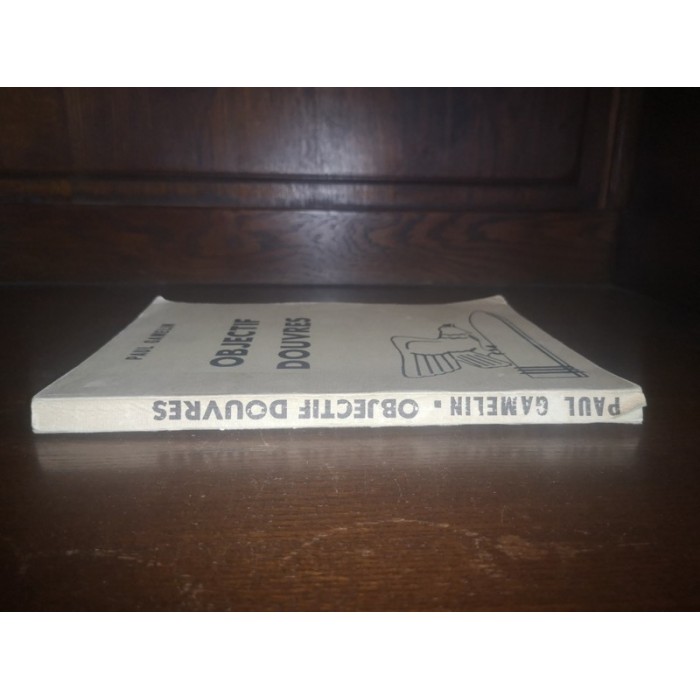 PAUL GAMELIN
OBJECTIF
DOUVRES
PAUL GAMELIN. OBJECTIF DOUVRES